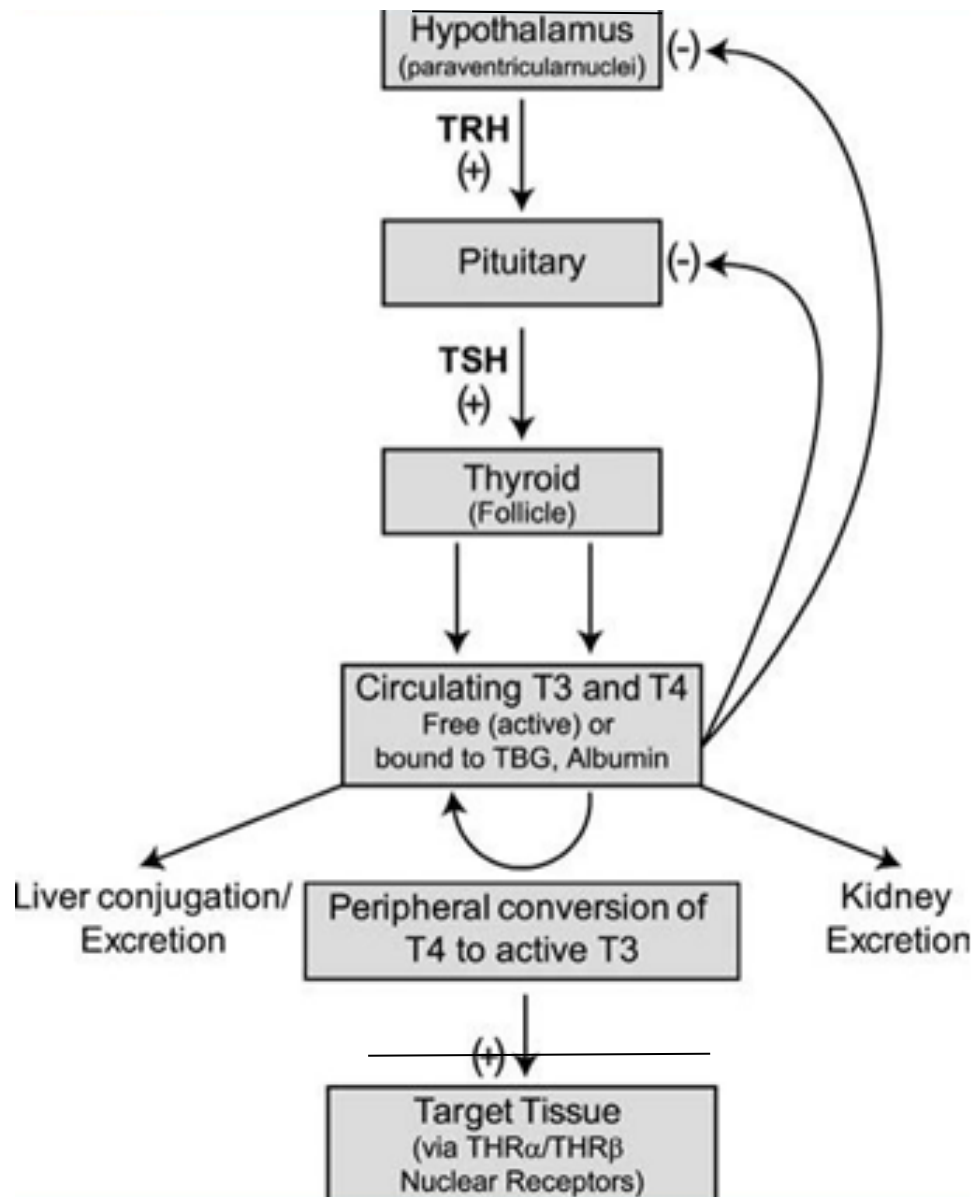 Hypothalamus
(paraventricularnuclei)
(-)
TRH
(+)
Pituitary
(-)
TSH
(+)
Thyroid
(Follicle)
Circulating T3 and T4
Free (active) or
bound to TBG, Albumin
Liver conjugation/
Excretion
Peripheral conversion of
T4 to active T3
Kidney
Excretion
(+)
Target Tissue
(via THRα/THRβ
Nuclear Receptors)